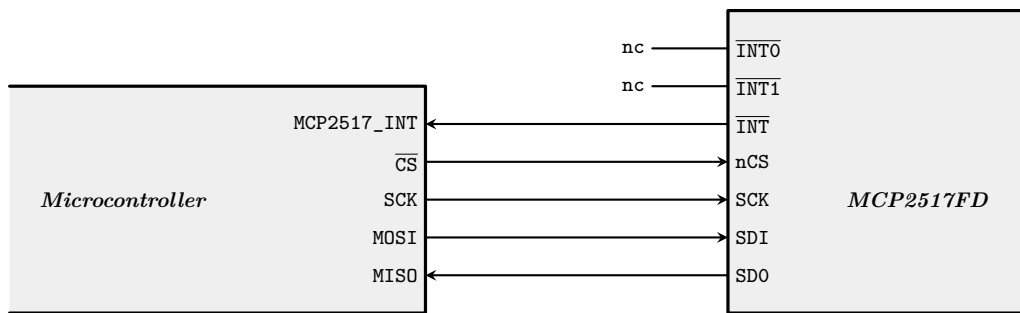 nc INT0
nc INT1
MCP2517_INT INT
CS nCS
Microcontroller SCK SCK MCP2517FD
MOSI SDI
MISO SDO